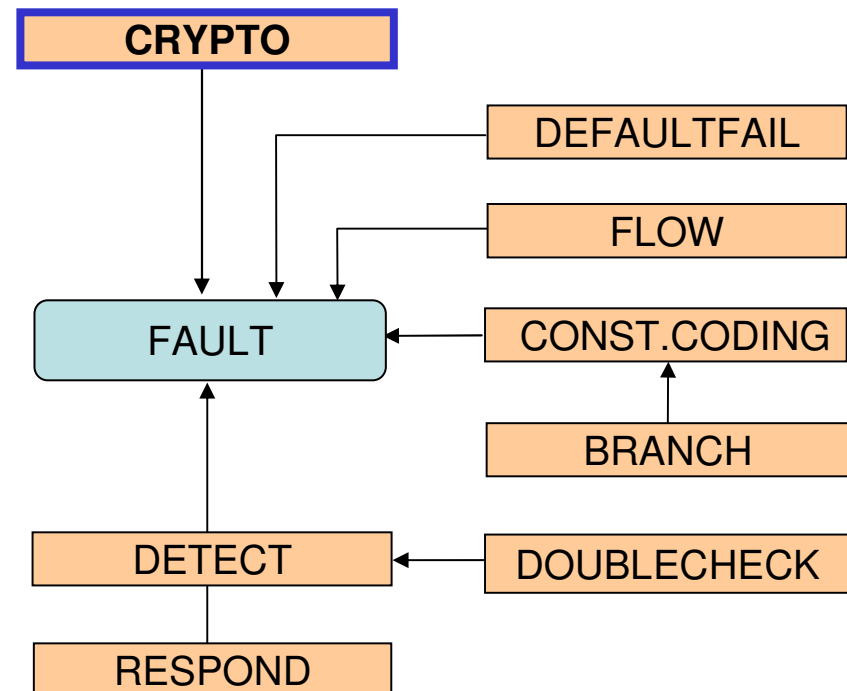 CRYPTO
DEFAULTFAIL
FLOW
FAULT
CONST.CODING
BRANCH
DETECT
DOUBLECHECK
RESPOND